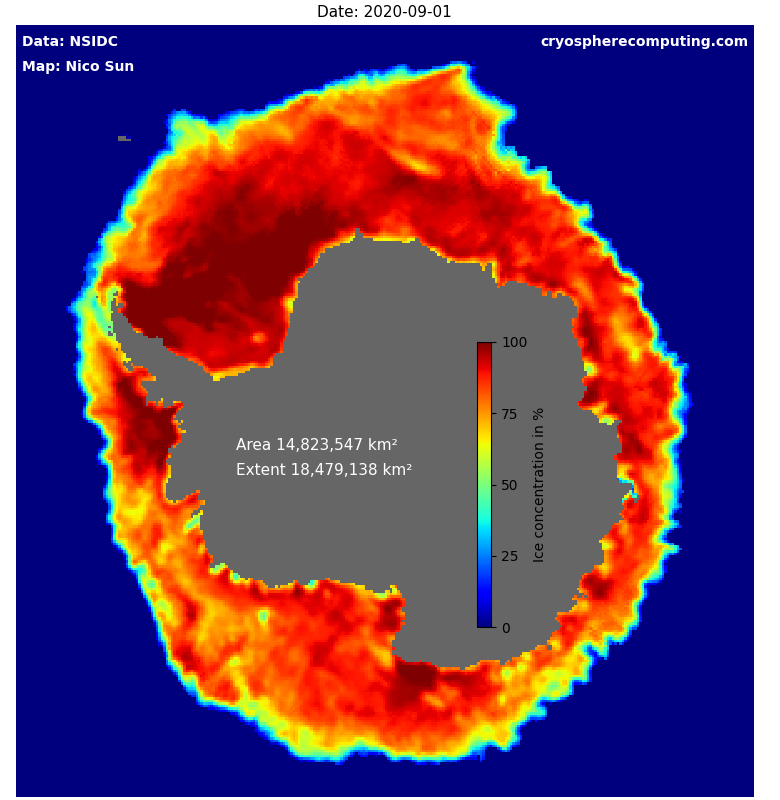 Date: 2020-09-01
Data: NSIDC
cryospherecomputing.com
Map: Nico Sun
100
75
50
25
0
Ice concentration in %
Area 14,823,547 km²
Extent 18,479,138 km²